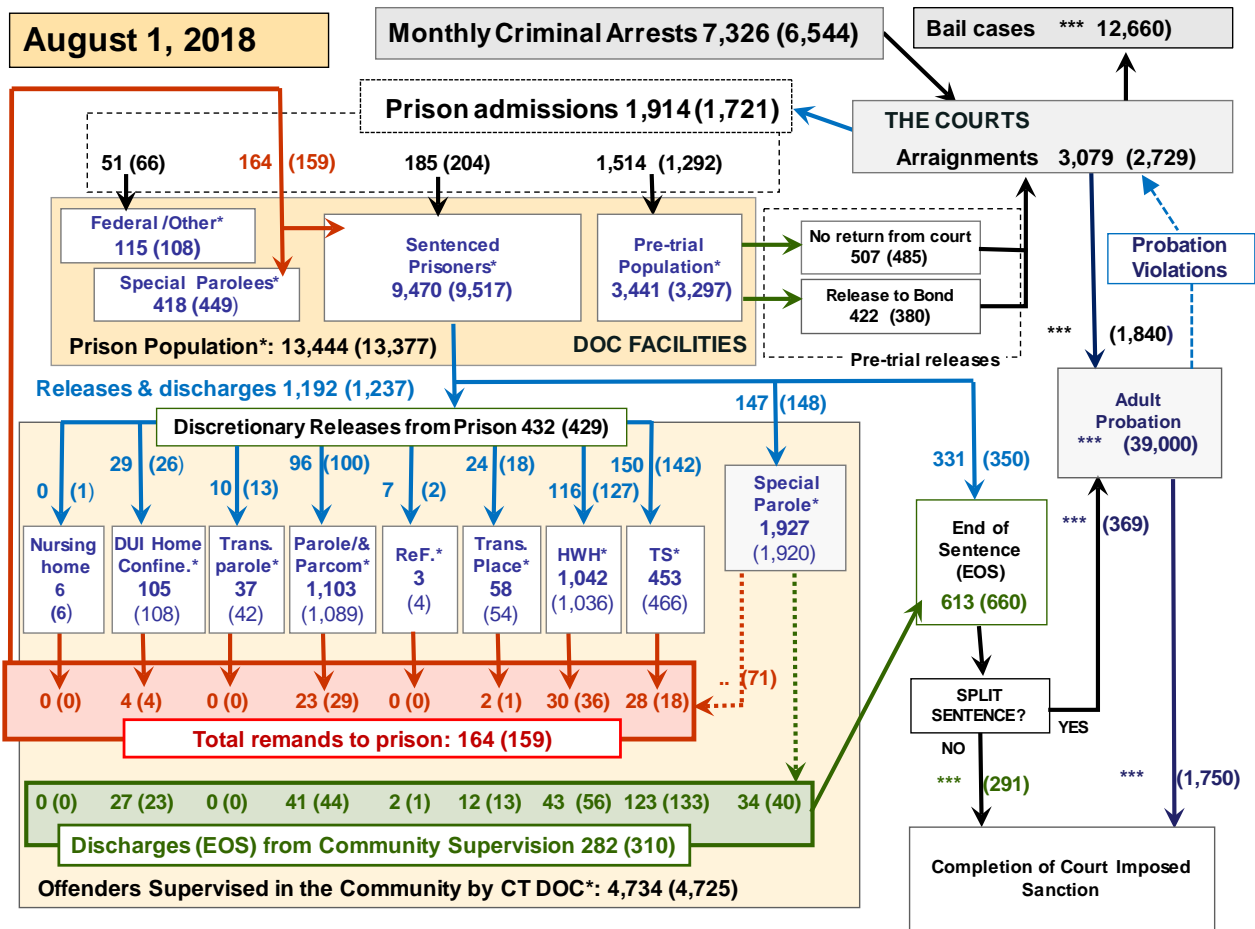 August 1, 2018
Monthly Criminal Arrests 7,326 (6,544)
Bail cases *** 12,660)
Prison admissions 1,914 (1,721)
THE COURTS
Arraignments 3,079 (2,729)
51 (66)
164 (159)
185 (204)
1,514 (1,292)
Federal /Other*
115 (108)
Special Parolees*
418 (449)
Sentenced
Prisoners*
9,470 (9,517)
Pre-trial
Population*
3,441 (3,297)
No return from court
507 (485)
Release to Bond
422 (380)
Pre-trial releases
Probation
Violations
Prison Population*: 13,444 (13,377)
DOC FACILITIES
*** (1,840)
Releases & discharges 1,192 (1,237)
147 (148)
Adult
Probation
*** (39,000)
Discretionary Releases from Prison 432 (429)
0 (1)
29 (26)
10 (13)
96 (100)
7 (2)
24 (18)
116 (127)
150 (142)
331 (350)
*** (369)
Nursing
home
6
(6)
DUI Home
Confine.*
105
(108)
Trans.
parole*
37
(42)
Parole/&
Parcom*
1,103
(1,089)
ReF.*
3
(4)
Trans.
Place*
58
(54)
HWH*
1,042
(1,036)
TS*
453
(466)
Special
Parole*
1,927
(1,920)
End of
Sentence
(EOS)
613 (660)
.. (71)
0 (0) 4 (4) 0 (0) 23 (29) 0 (0) 2 (1) 30 (36) 28 (18)
Total remands to prison: 164 (159)
SPLIT
SENTENCE?
YES
NO
*** (291)
*** (1,750)
0 (0) 27 (23) 0 (0) 41 (44) 2 (1) 12 (13) 43 (56) 123 (133) 34 (40)
Discharges (EOS) from Community Supervision 282 (310)
Offenders Supervised in the Community by CT DOC*: 4,734 (4,725)
Completion of Court Imposed
Sanction